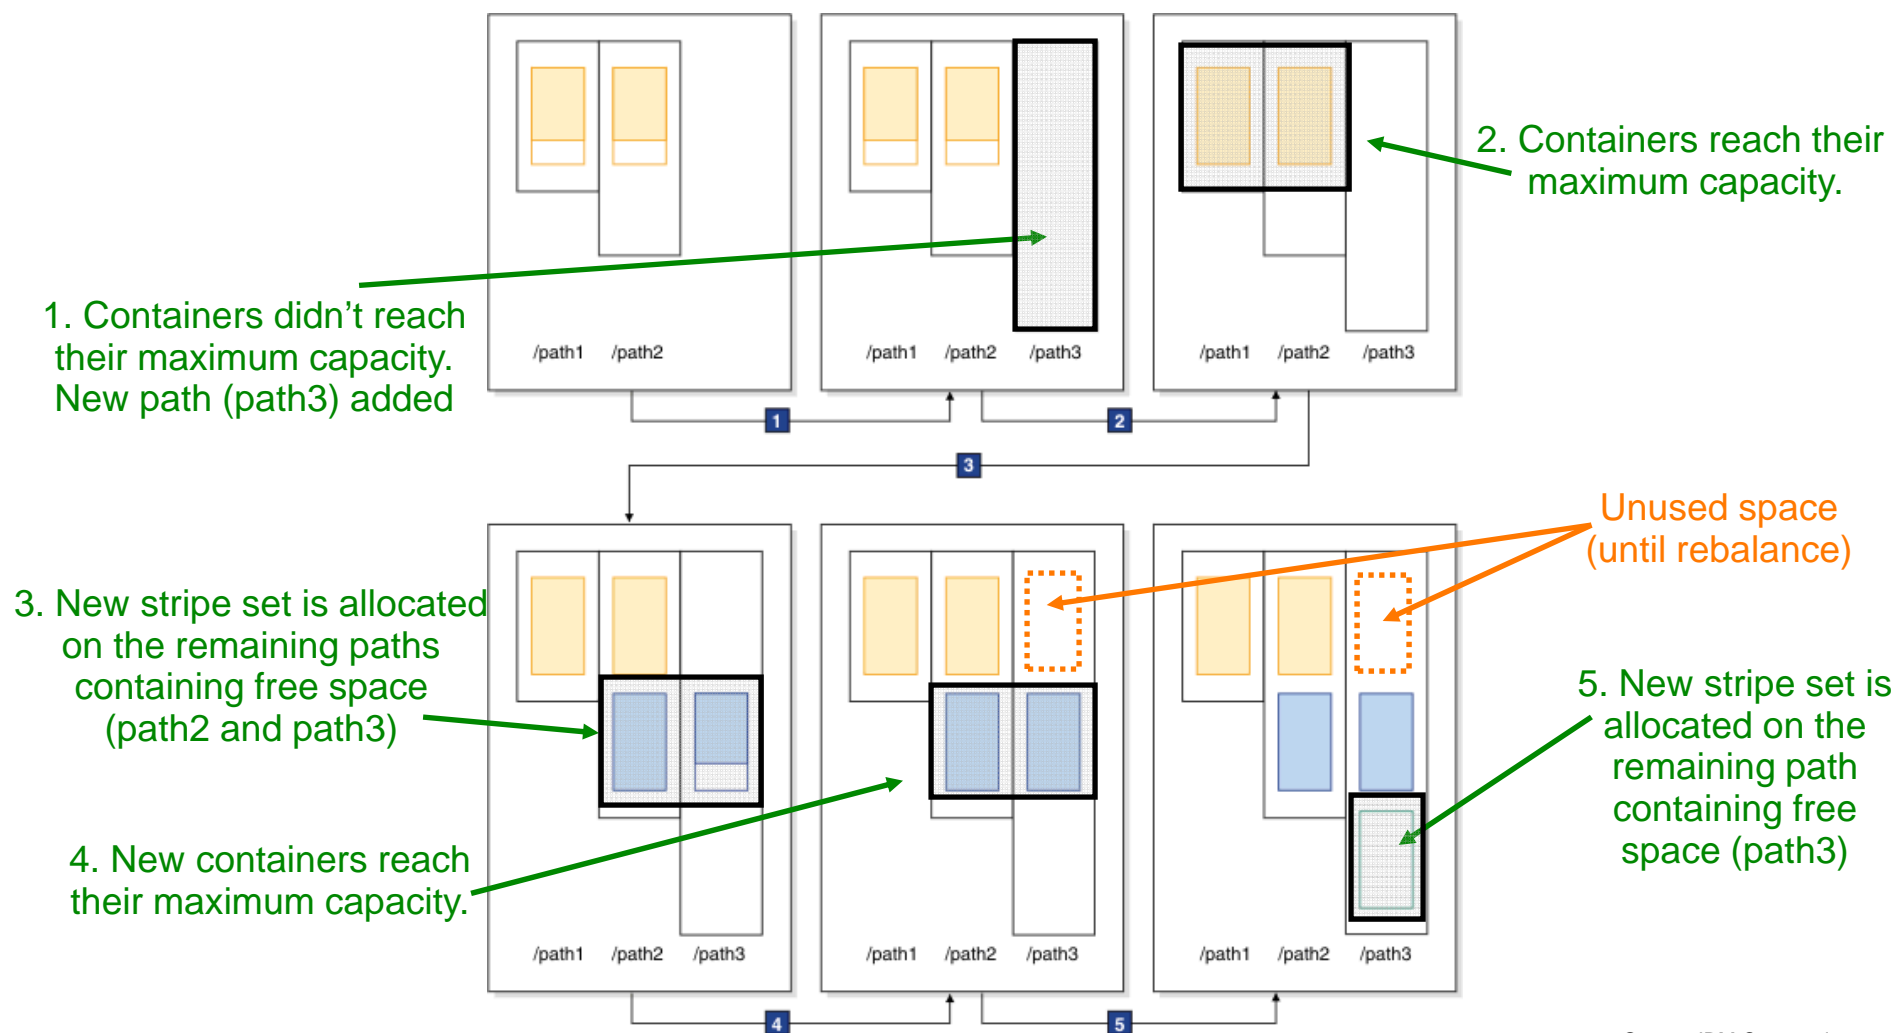 1. Containers didn’t reach
their maximum capacity.
New path (path3) added
/path1 /path2
/path1 /path2 /path3
/path1 /path2 /path3
2. Containers reach their
maximum capacity.
1
2
3
3. New stripe set is allocated
on the remaining paths
containing free space
(path2 and path3)
4. New containers reach
their maximum capacity.
Unused space
(until rebalance)
5. New stripe set is
allocated on the
remaining path
containing free
space (path3)
/path1 /path2 /path3
/path1 /path2 /path3
/path1 /path2 /path3
4
5